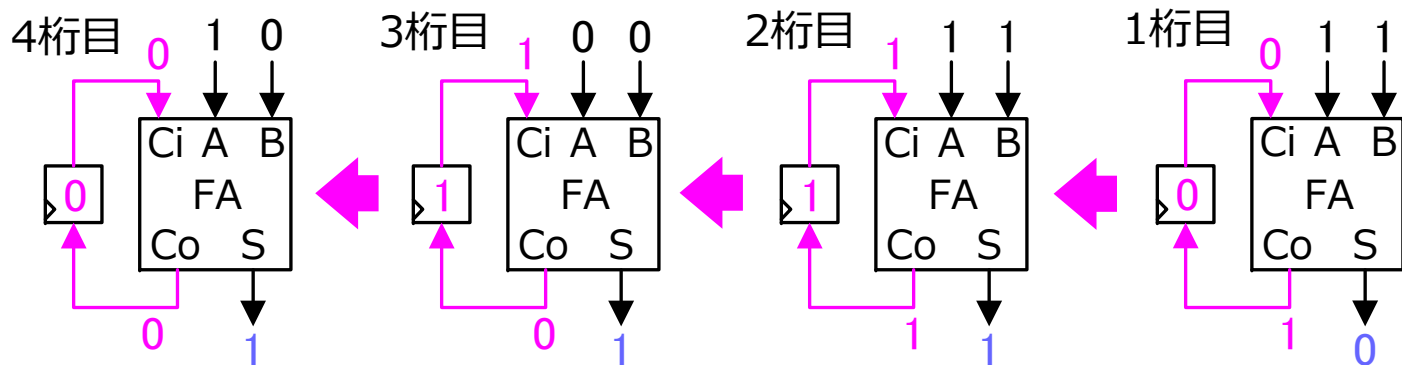 4桁目 0 1 0 3桁目 1 0 0 2桁目 1 1 1 1桁目 0 1 1
Ci A B Ci A B Ci A B Ci A B
0 FA 1 FA 1 FA 0 FA
Co S Co S Co S Co S
0 1 0 1 1 1 1 0